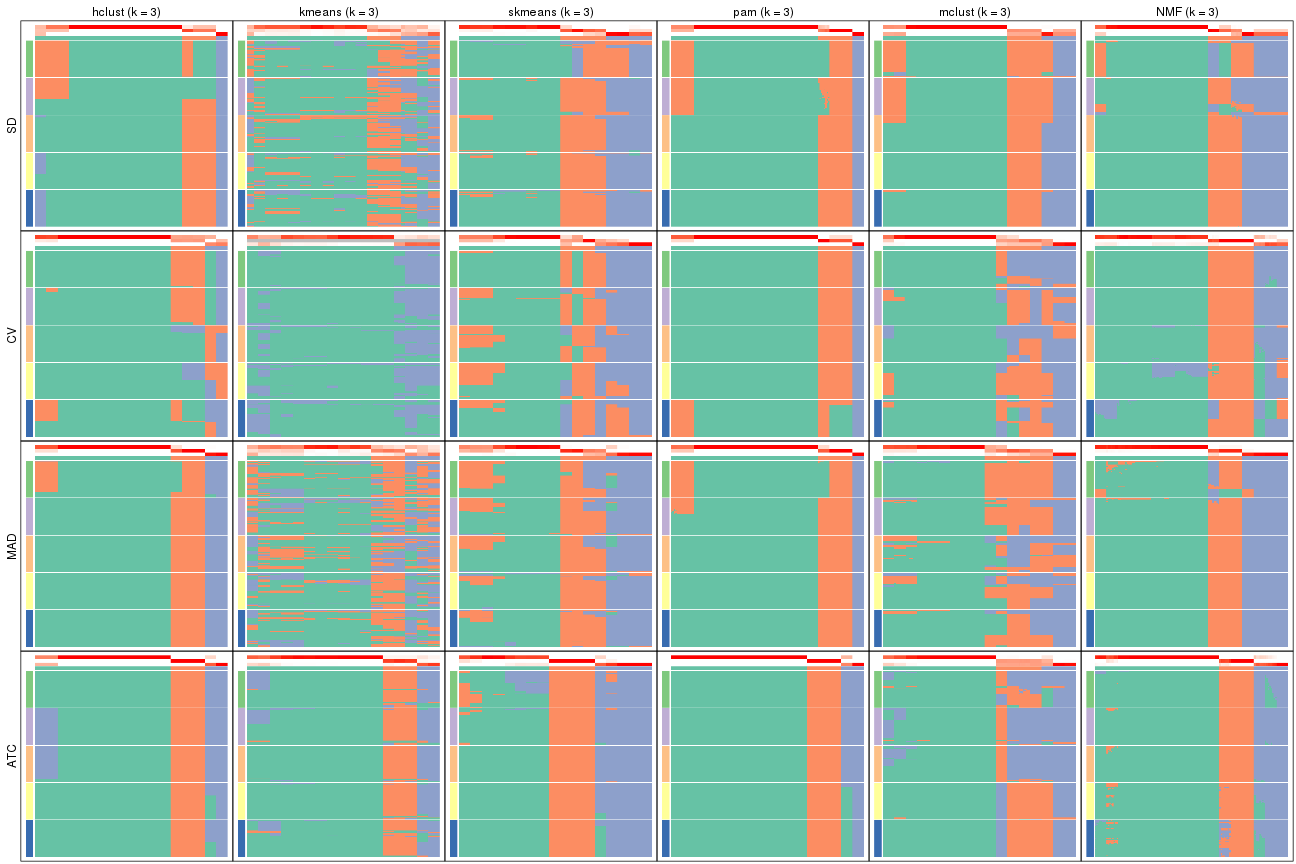 hclust (k = 3)
kmeans (k = 3)
skmeans (k = 3)
pam (k = 3)
mclust (k = 3)
NMF (k = 3)
SD
CV
MAD
ATC